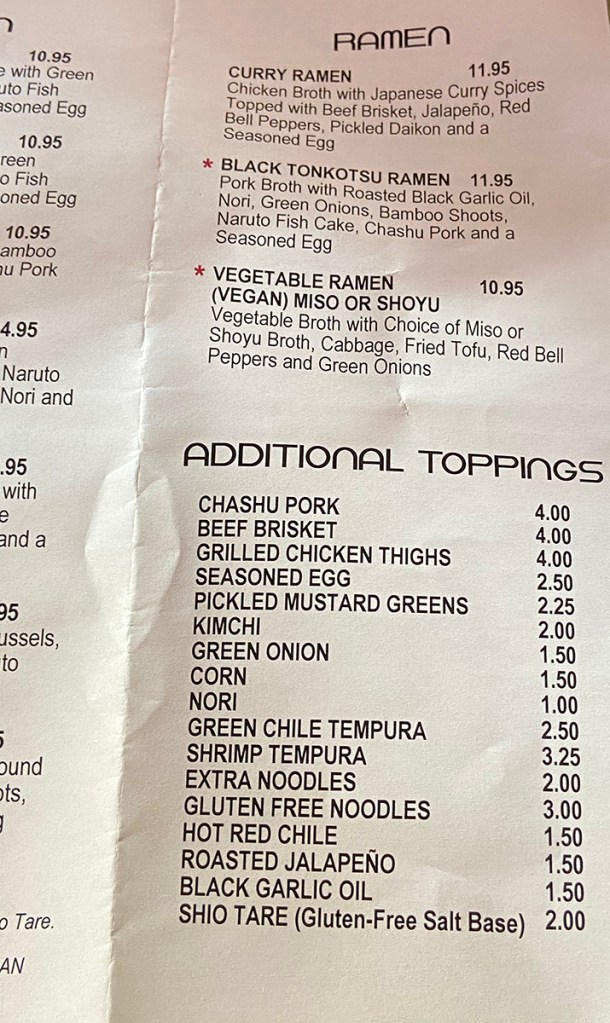 10.95
with Green
uto Fish
asoned Egg
10.95
reen
o Fish
oned Egg
10.95
amboo
u Pork
4.95
n
Naruto
Nori and
.95
with
e
and a
95
ussels,
to
ound
ots,
g
o Tare.
AN
RAMEN
CURRY RAMEN 11.95
Chicken Broth with Japanese Curry Spices
Topped with Beef Brisket, Jalapeño, Red
Bell Peppers, Pickled Daikon and a
Seasoned Egg
* BLACK TONKOTSU RAMEN 11.95
Pork Broth with Roasted Black Garlic Oil,
Nori, Green Onions, Bamboo Shoots,
Naruto Fish Cake, Chashu Pork and a
Seasoned Egg
* VEGETABLE RAMEN 10.95
(VEGAN) MISO OR SHOYU
Vegetable Broth with Choice of Miso or
Shoyu Broth, Cabbage, Fried Tofu, Red Bell
Peppers and Green Onions
ADDITIONAL TOPPINGS
CHASHU PORK 4.00
BEEF BRISKET 4.00
GRILLED CHICKEN THIGHS 4.00
SEASONED EGG 2.50
PICKLED MUSTARD GREENS 2.25
KIMCHI 2.00
GREEN ONION 1.50
CORN 1.50
NORI 1.00
GREEN CHILE TEMPURA 2.50
SHRIMP TEMPURA 3.25
EXTRA NOODLES 2.00
GLUTEN FREE NOODLES 3.00
HOT RED CHILE 1.50
ROASTED JALAPEÑO 1.50
BLACK GARLIC OIL 1.50
SHIO TARE (Gluten-Free Salt Base) 2.00